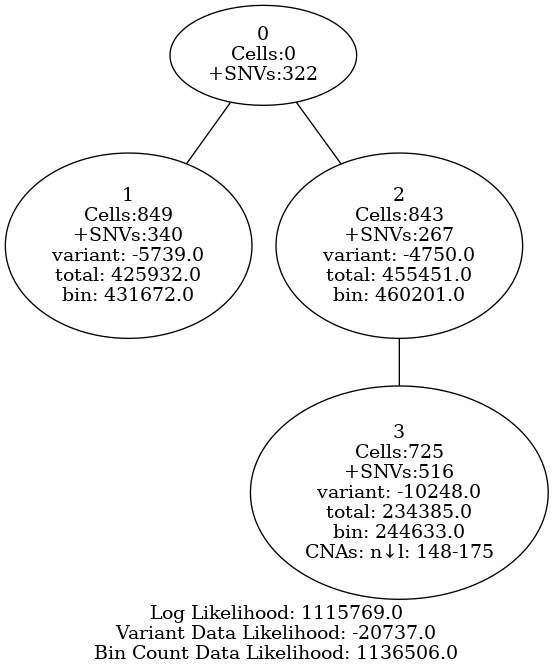 0
Cells:0
+SNVs:322
1
Cells:849
+SNVs:340
variant: -5739.0
total: 425932.0
bin: 431672.0
2
Cells:843
+SNVs:267
variant: -4750.0
total: 455451.0
bin: 460201.0
3
Cells:725
+SNVs:516
variant: -10248.0
total: 234385.0
bin: 244633.0
CNAs: n↓l: 148-175
Log Likelihood: 1115769.0
Variant Data Likelihood: -20737.0
Bin Count Data Likelihood: 1136506.0